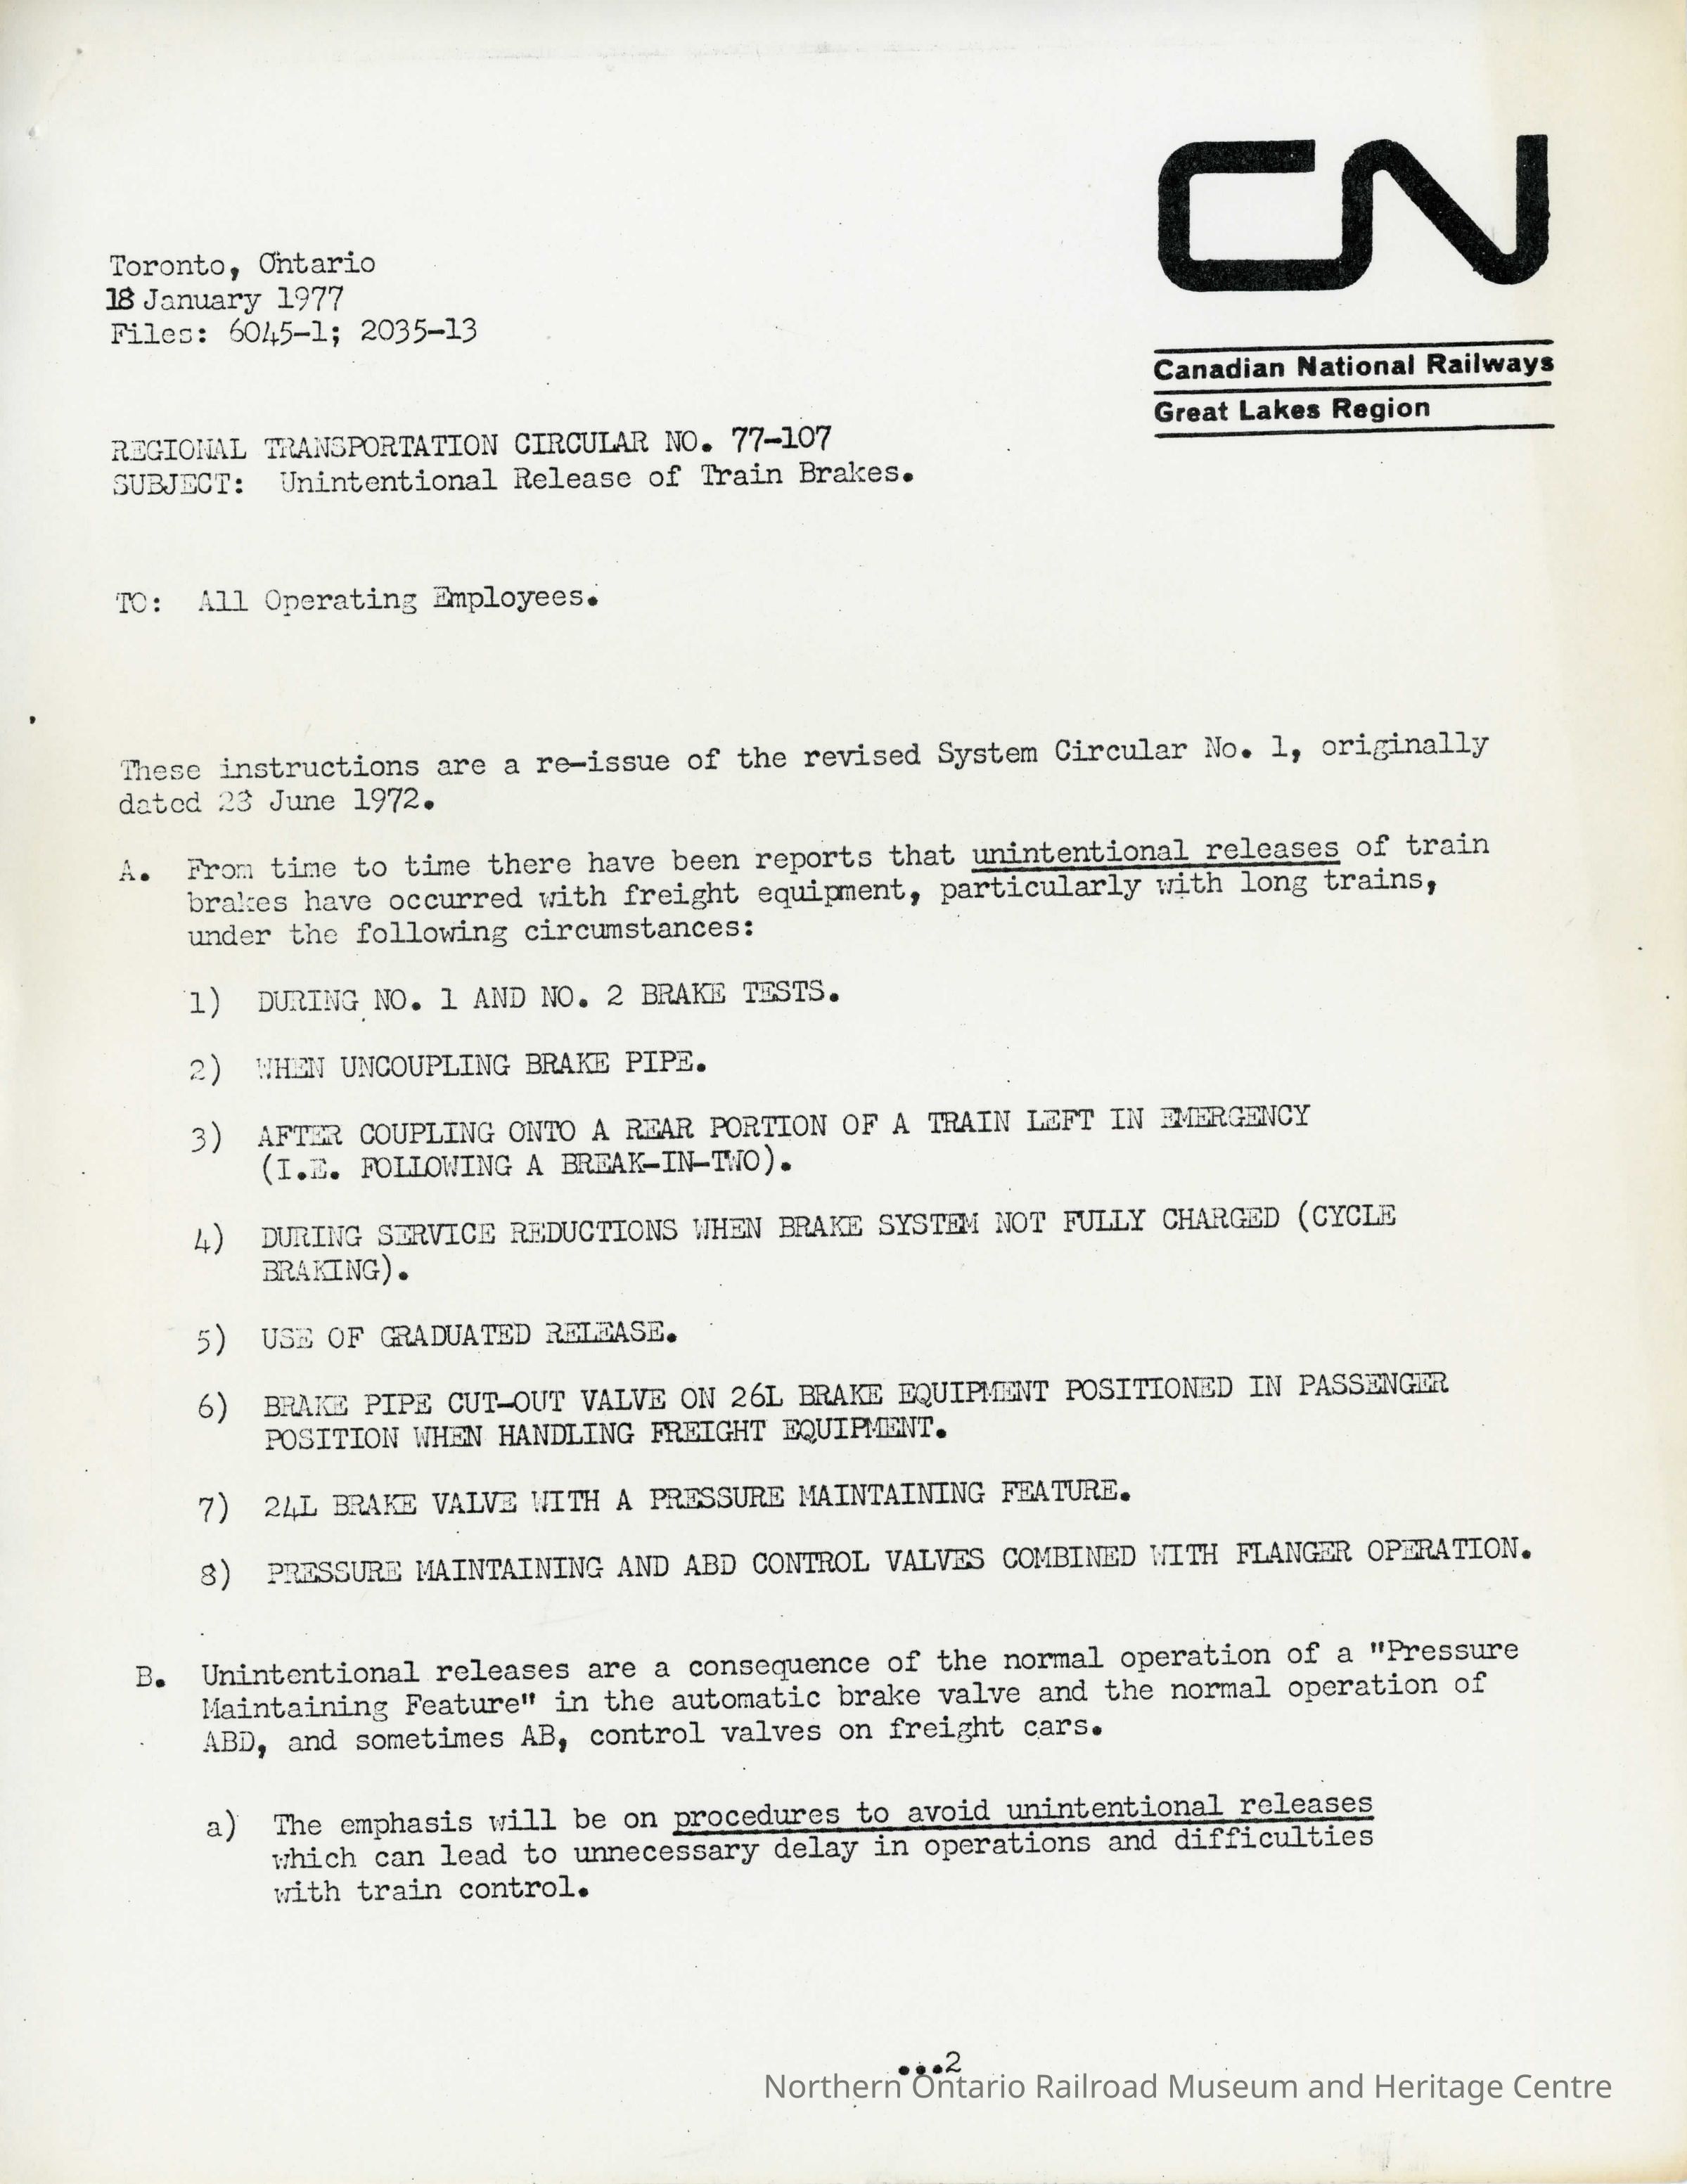 CN
Canadian National Railways
Great Lakes Region
Toronto, Ontario
18 January 1977
Files: 6045-1; 2035-13
REGIONAL TRANSPORTATION CIRCULAR NO. 77-107
SUBJECT: Unintentional Release of Train Brakes.
TO: All Operating Employees.
These instructions are a re-issue of the revised System Circular No. 1, originally
dated 23 June 1972.
A. From time to time there have been reports that unintentional releases of train
brakes have occurred with freight equipment, particularly with long trains,
under the following circumstances:
1) DURING NO. 1 AND NO. 2 BRAKE TESTS.
2) WHEN UNCOUPLING BRAKE PIPE.
3) AFTER COUPLING ONTO A REAR PORTION OF A TRAIN LEFT IN EMERGENCY
(I.E. FOLLOWING A BREAK-IN-TWO).
4) DURING SERVICE REDUCTIONS WHEN BRAKE SYSTEM NOT FULLY CHARGED (CYCLE
BRAKING).
5) USE OF GRADUATED RELEASE.
6) BRAKE PIPE CUT-OUT VALVE ON 26L BRAKE EQUIPMENT POSITIONED IN PASSENGER
POSITION WHEN HANDLING FREIGHT EQUIPMENT.
7) 24L BRAKE VALVE WITH A PRESSURE MAINTAINING FEATURE.
8) PRESSURE MAINTAINING AND ABD CONTROL VALVES COMBINED WITH FLANGER OPERATION.
B. Unintentional releases are a consequence of the normal operation of a "Pressure
Maintaining Feature" in the automatic brake valve and the normal operation of
ABD, and sometimes AB, control valves on freight cars.
a) The emphasis will be on procedures to avoid unintentional releases
which can lead to unnecessary delay in operations and difficulties
with train control.
...2
Northern Ontario Railroad Museum and Heritage Centre